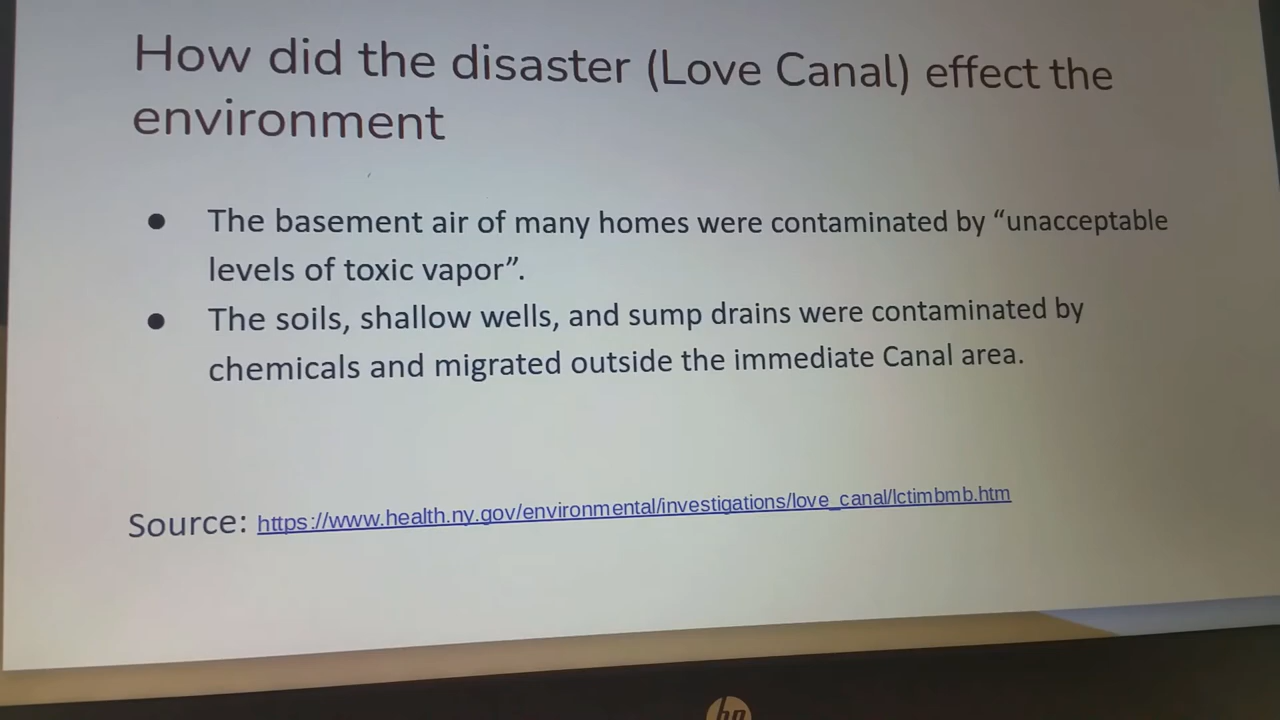 How did the disaster (Love Canal) effect the
environment
● The basement air of many homes were contaminated by “unacceptable
levels of toxic vapor”.
● The soils, shallow wells, and sump drains were contaminated by
chemicals and migrated outside the immediate Canal area.
Source: https://www.health.ny.gov/environmental/investigations/love_canal/lctimbmb.htm
hp